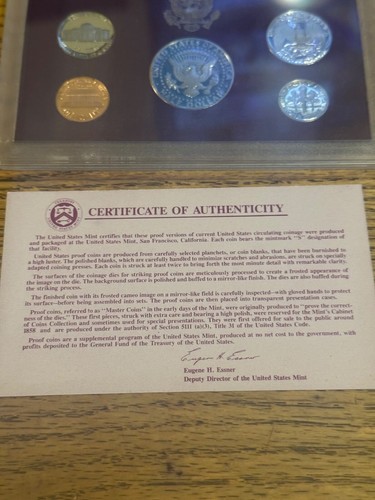 UNITED STATES OF AMERICA
HALF DOLLAR
CERTIFICATE OF AUTHENTICITY
The United States Mint certifies that these proof versions of current United States circulating coinage were produced
and packaged at the United States Mint, San Francisco, California. Each coin bears the mintmark "S" designation of
that facility.
United States proof coins are produced from carefully selected planchets, or coin blanks, that have been burnished to
a high luster. The polished blanks, which are carefully handled to minimize scratches and abrasions, are struck on specially
adapted coining presses. Each coin is struck at least twice to bring forth the most minute detail with remarkable clarity.
The surfaces of the coinage dies for striking proof coins are meticulously processed to create a frosted appearance of
the image on the die. The background surface is polished and buffed to a mirror-like finish. The dies are also buffed during
the striking process.
The finished coin with its frosted cameo image on a mirror-like field is carefully inspected—with gloved hands to protect
its surface—before being assembled into sets. The proof coins are then placed into transparent presentation cases.
Proof coins, referred to as "Master Coins" in the early days of the Mint, were originally produced to "prove the correct-
ness of the dies." These first pieces, struck with extra care and bearing a high polish, were reserved for the Mint's Cabinet
of Coins Collection and sometimes used for special presentations. They were first offered for sale to the public around
1858 and are produced under the authority of Section 5111 (a)(3), Title 31 of the United States Code.
Proof coins are a supplemental program of the United States Mint, produced at no net cost to the government, with
profits deposited to the General Fund of the Treasury of the United States.
Eugene H. Essner
Eugene H. Essner
Deputy Director of the United States Mint